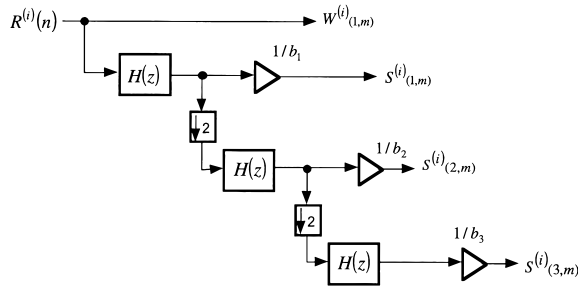 R^(i)(n) W^(i)_(1,m)
1/b_1
H(z) S^(i)_(1,m)
↓2
1/b_2
H(z) S^(i)_(2,m)
↓2
1/b_3
H(z) S^(i)_(3,m)